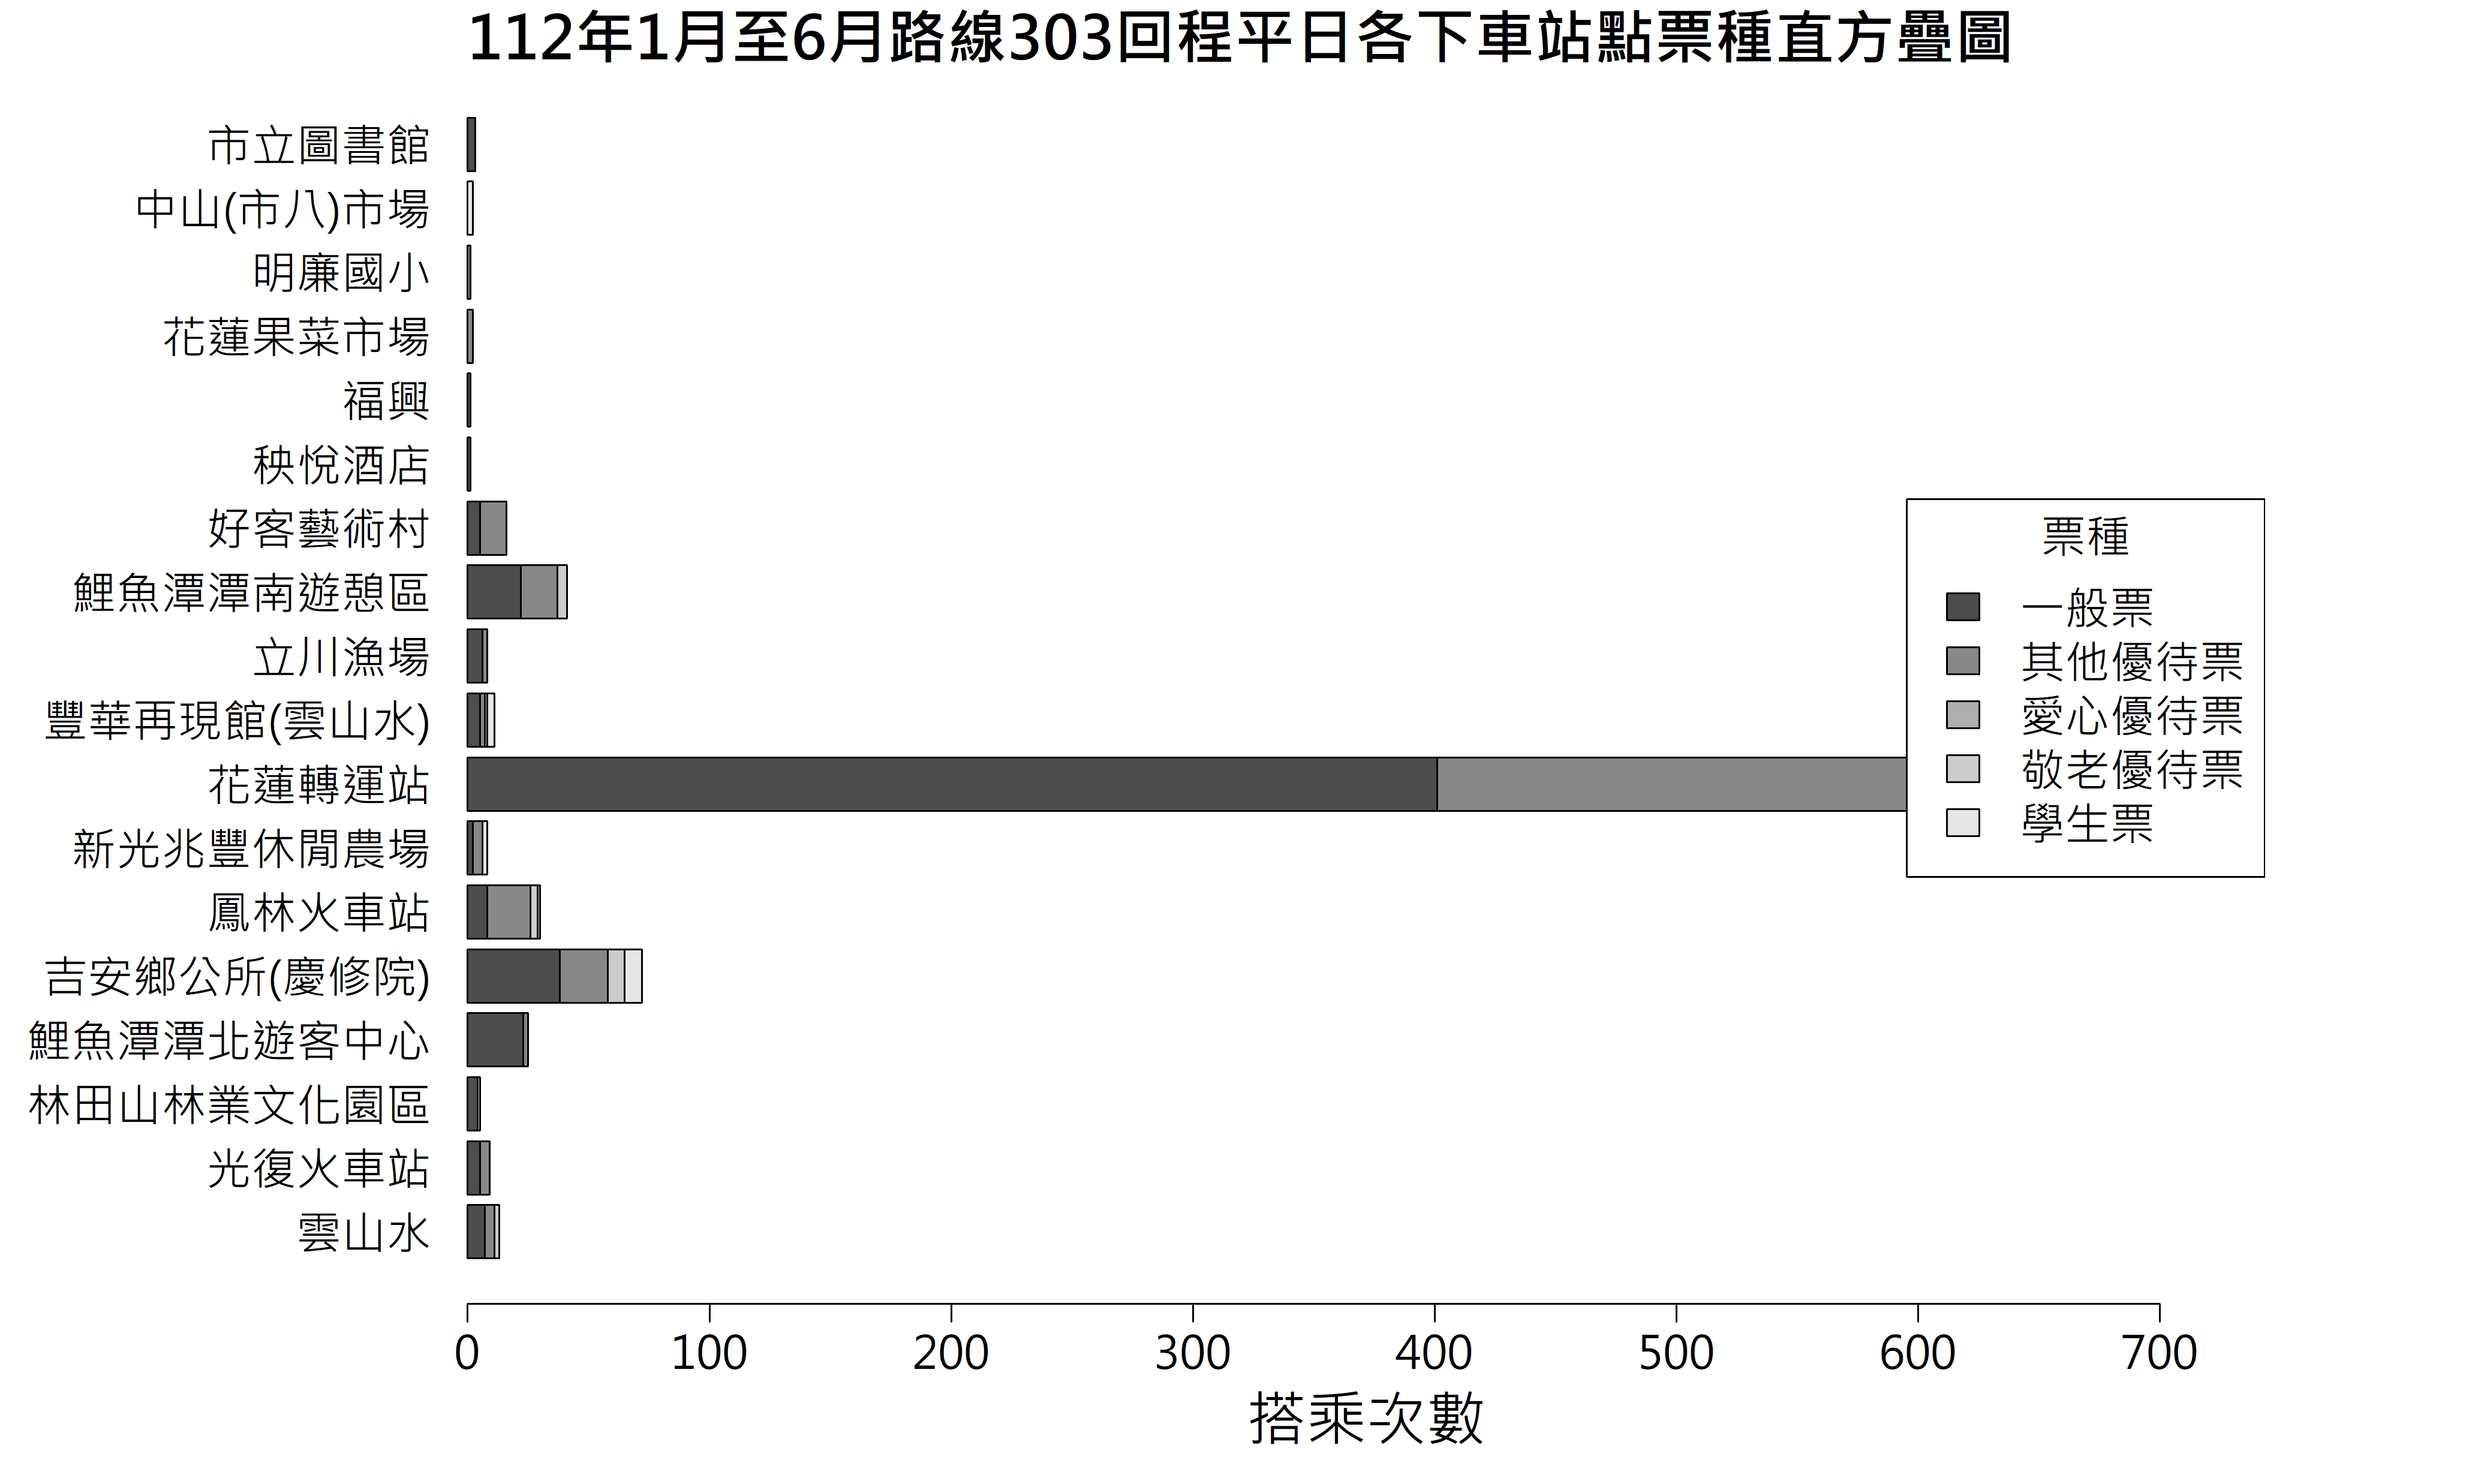 112年1月至6月路線303回程平日各下車站點票種直方疊圖
市立圖書館
中山(市八)市場
明廉國小
花蓮果菜市場
福興
秧悅酒店
好客藝術村
鯉魚潭潭南遊憩區
立川漁場
豐華再現館(雲山水)
花蓮轉運站
新光兆豐休閒農場
鳳林火車站
吉安鄉公所(慶修院)
鯉魚潭潭北遊客中心
林田山林業文化園區
光復火車站
雲山水
票種
一般票
其他優待票
愛心優待票
敬老優待票
學生票
0 100 200 300 400 500 600 700
搭乘次數